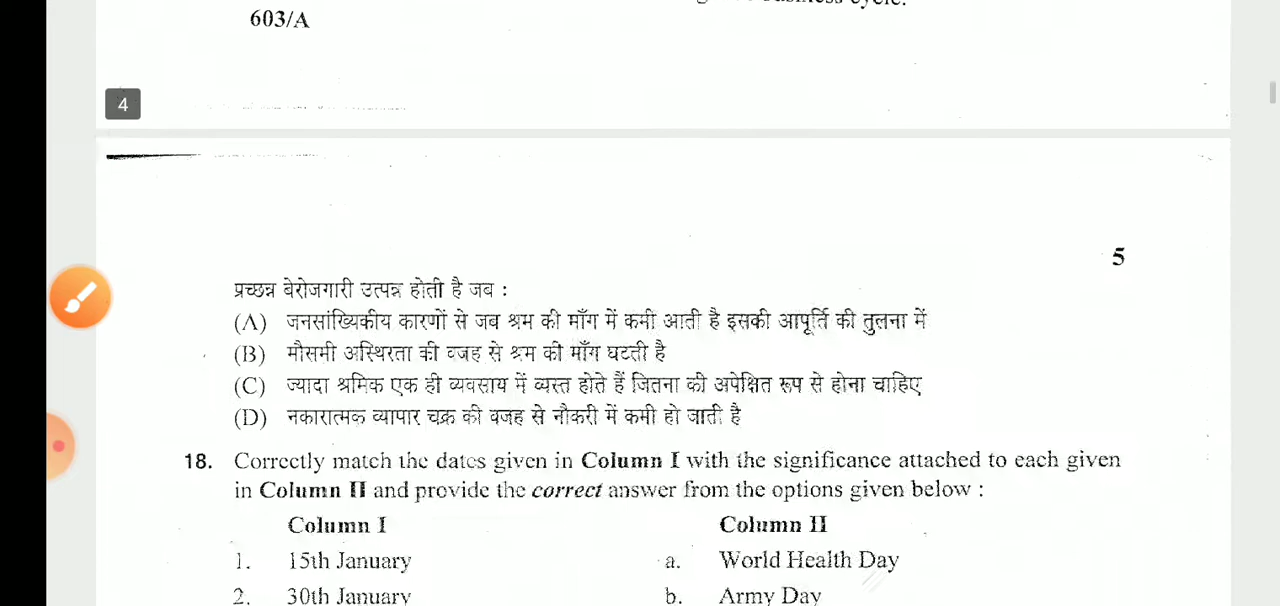 business cycle.
603/A
4
5
प्रच्छन्न बेरोजगारी उत्पन्न होती है जब :
(A) जनसांख्यिकीय कारणों से जब श्रम की माँग में कमी आती है इसकी आपूर्ति की तुलना में
(B) मौसमी अस्थिरता की वजह से श्रम की माँग घटती है
(C) ज्यादा श्रमिक एक ही व्यवसाय में व्यस्त होते हैं जितना की अपेक्षित रूप से होना चाहिए
(D) नकारात्मक व्यापार चक्र की वजह से नौकरी में कमी हो जाती है
18. Correctly match the dates given in Column I with the significance attached to each given
in Column II and provide the correct answer from the options given below :
Column I Column II
1. 15th January a. World Health Day
2. 30th January b. Army Day